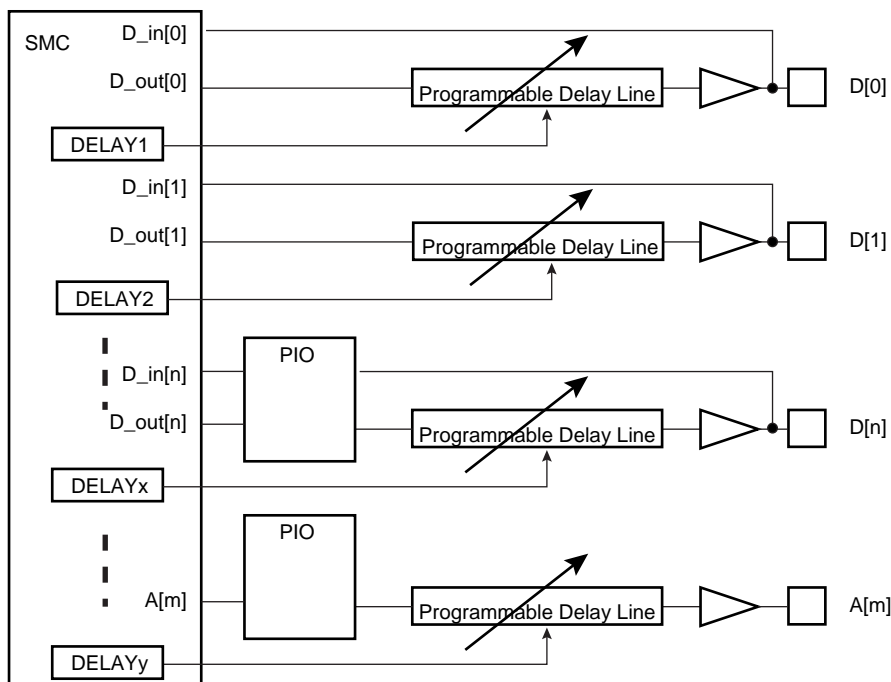 SMC
D_in[0]
D_out[0]
Programmable Delay Line
D[0]
DELAY1
D_in[1]
D_out[1]
Programmable Delay Line
D[1]
DELAY2
PIO
D_in[n]
D_out[n]
Programmable Delay Line
D[n]
DELAYx
PIO
A[m]
Programmable Delay Line
A[m]
DELAYy